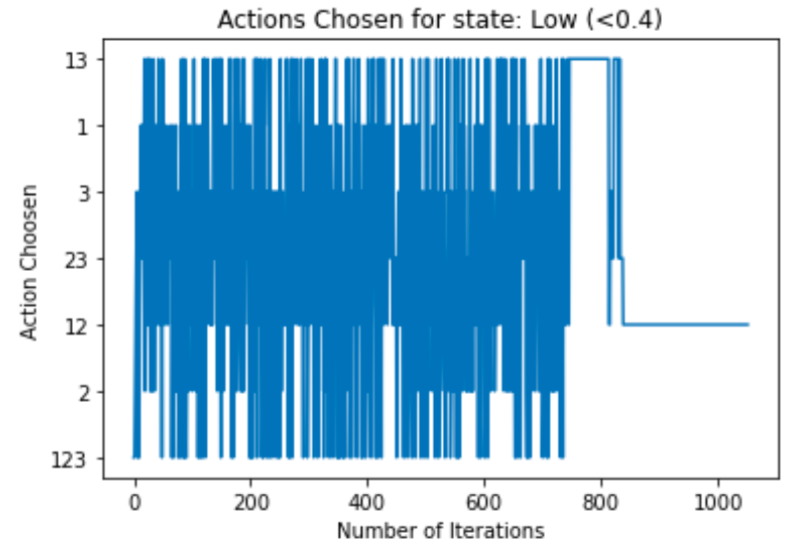 Actions Chosen for state: Low (<0.4)
13
1
3
23
12
2
123
Action Choosen
0 200 400 600 800 1000
Number of Iterations